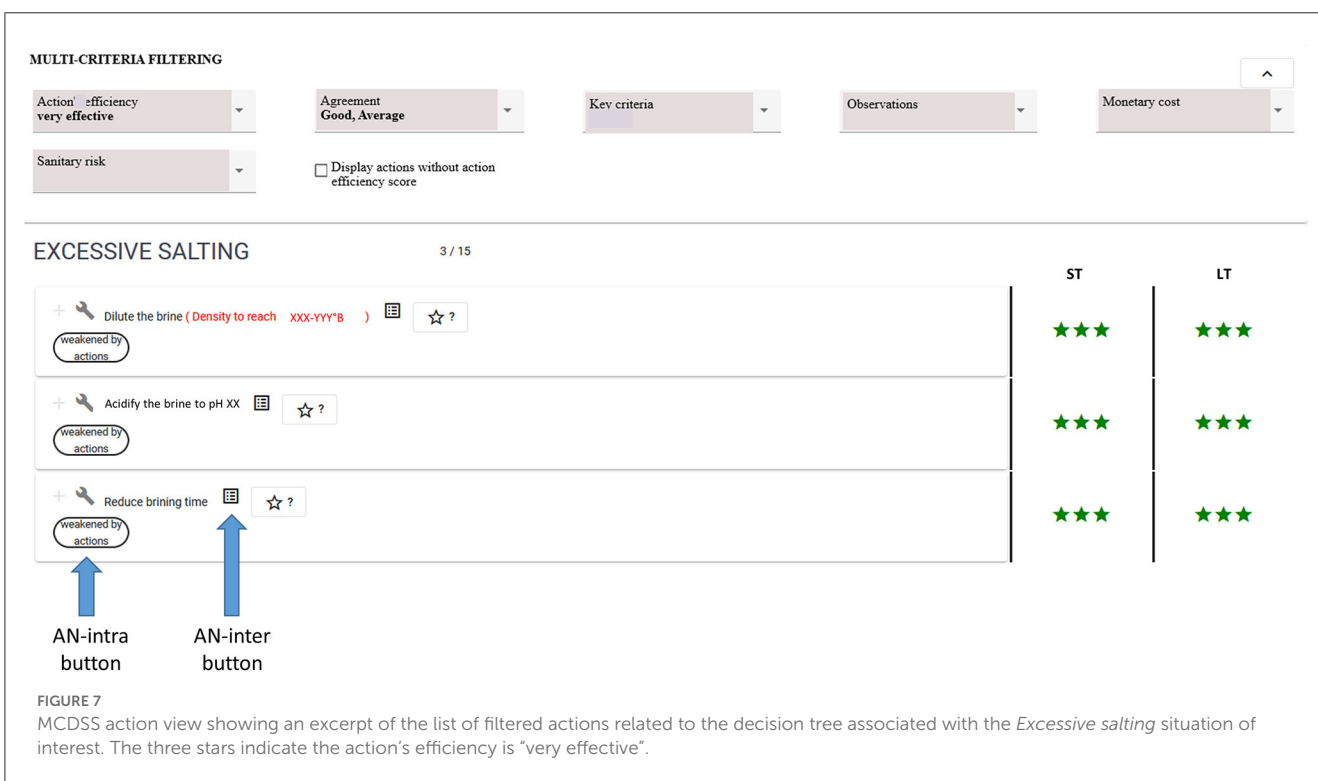 MULTI-CRITERIA FILTERING
Action' efficiency
very effective
Agreement
Good, Average
Key criteria
Observations
Monetary cost
Sanitary risk
Display actions without action
efficiency score
EXCESSIVE SALTING 3 / 15
ST LT
Dilute the brine ( Density to reach XXX-YYY°B ) ?
weakened by
actions
Acidify the brine to pH XX ?
weakened by
actions
Reduce brining time ?
weakened by
actions
AN-intra
button
AN-inter
button
FIGURE 7
MCDSS action view showing an excerpt of the list of filtered actions related to the decision tree associated with the Excessive salting situation of
interest. The three stars indicate the action's efficiency is "very effective".